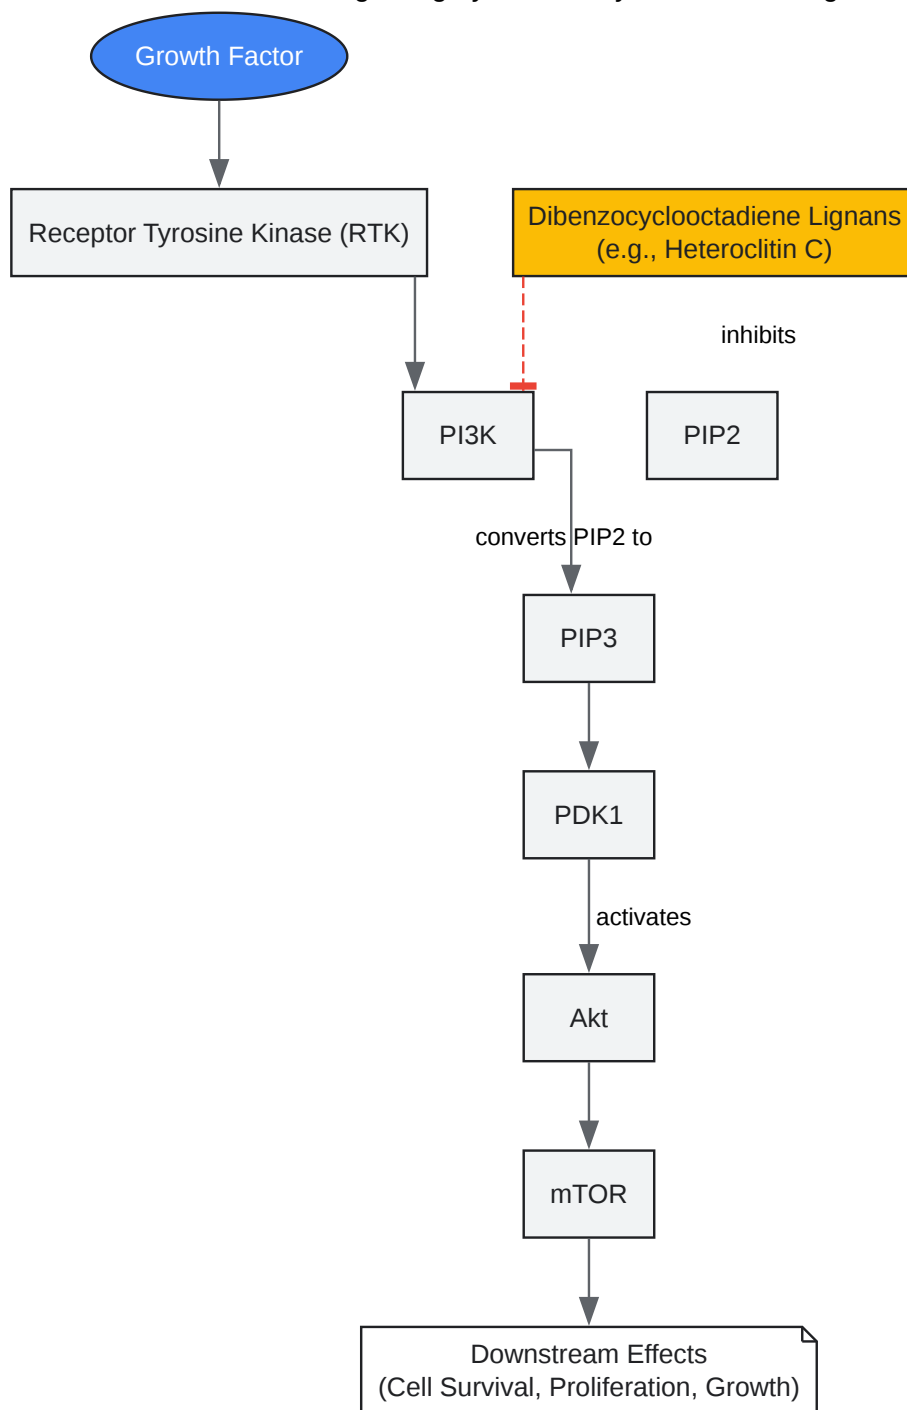 Growth Factor
Receptor Tyrosine Kinase (RTK)
Dibenzocyclooctadiene Lignans
(e.g., Heteroclitin C)
inhibits
PI3K
PIP2
converts PIP2 to
PIP3
PDK1
activates
Akt
mTOR
Downstream Effects
(Cell Survival, Proliferation, Growth)